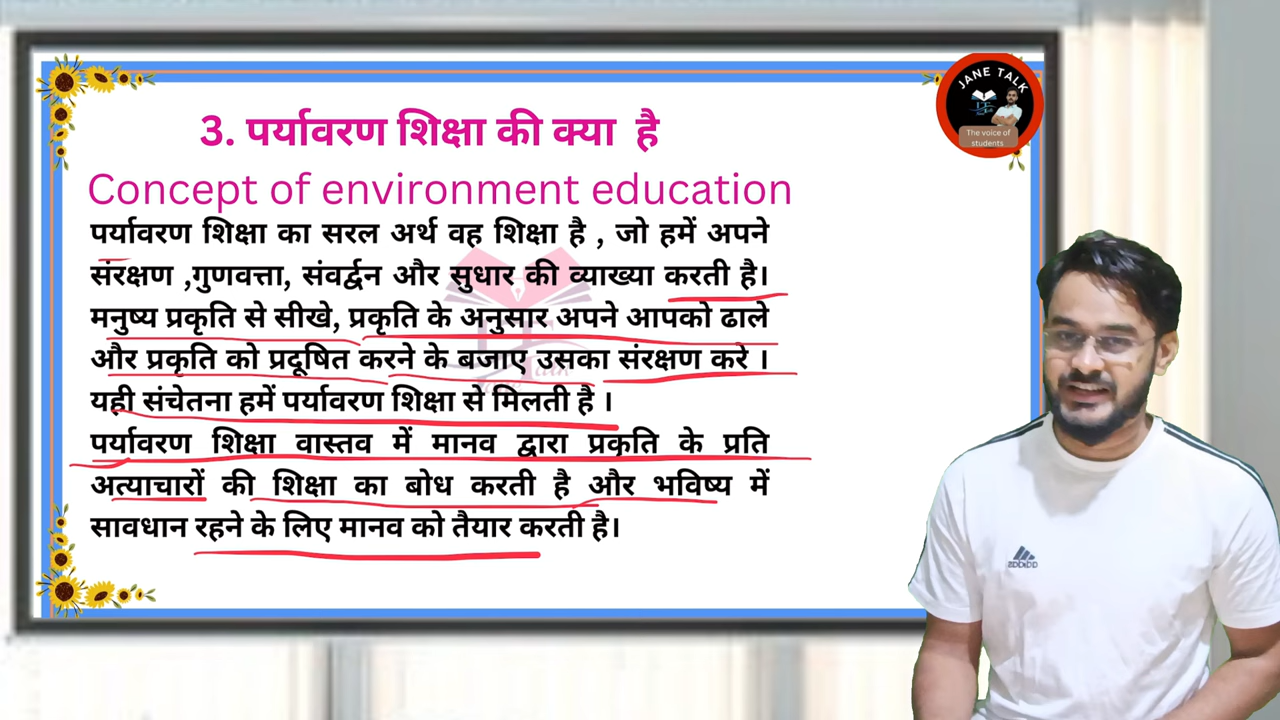 3. पर्यावरण शिक्षा की क्या है
Concept of environment education
पर्यावरण शिक्षा का सरल अर्थ वह शिक्षा है , जो हमें अपने
संरक्षण ,गुणवत्ता, संवर्द्वन और सुधार की व्याख्या करती है।
मनुष्य प्रकृति से सीखे, प्रकृति के अनुसार अपने आपको ढाले
और प्रकृति को प्रदूषित करने के बजाए उसका संरक्षण करे ।
यही संचेतना हमें पर्यावरण शिक्षा से मिलती है ।
पर्यावरण शिक्षा वास्तव में मानव द्वारा प्रकृति के प्रति
अत्याचारों की शिक्षा का बोध करती है और भविष्य में
सावधान रहने के लिए मानव को तैयार करती है।
JANE TALK
The voice of
students